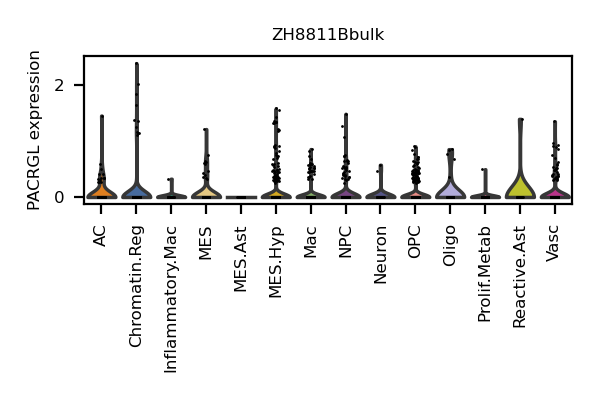 ZH8811Bbulk
PACRGL expression
2
0
AC
Chromatin.Reg
Inflammatory.Mac
MES
MES.Ast
MES.Hyp
Mac
NPC
Neuron
OPC
Oligo
Prolif.Metab
Reactive.Ast
Vasc